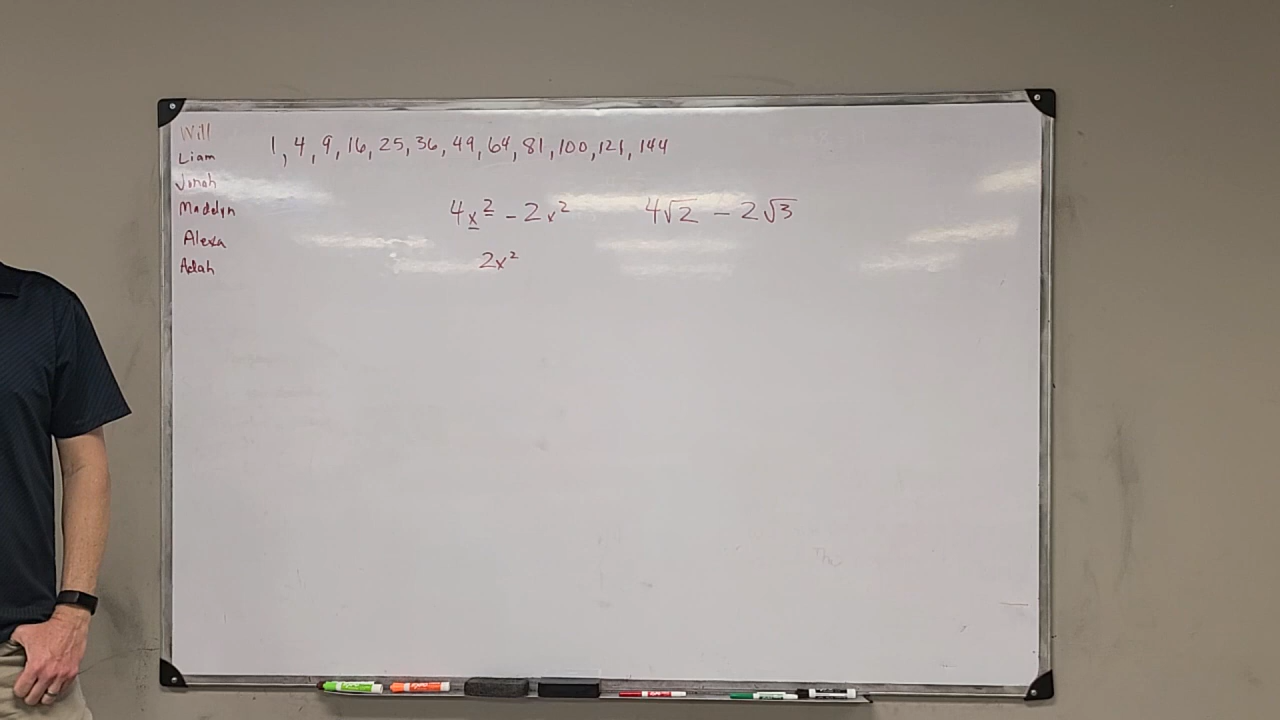 Will
Liam
Jonah
Madelyn
Alexa
Adah
1, 4, 9, 16, 25, 36, 49, 64, 81, 100, 121, 144
4x² - 2x²
2x²
4√2 - 2√3